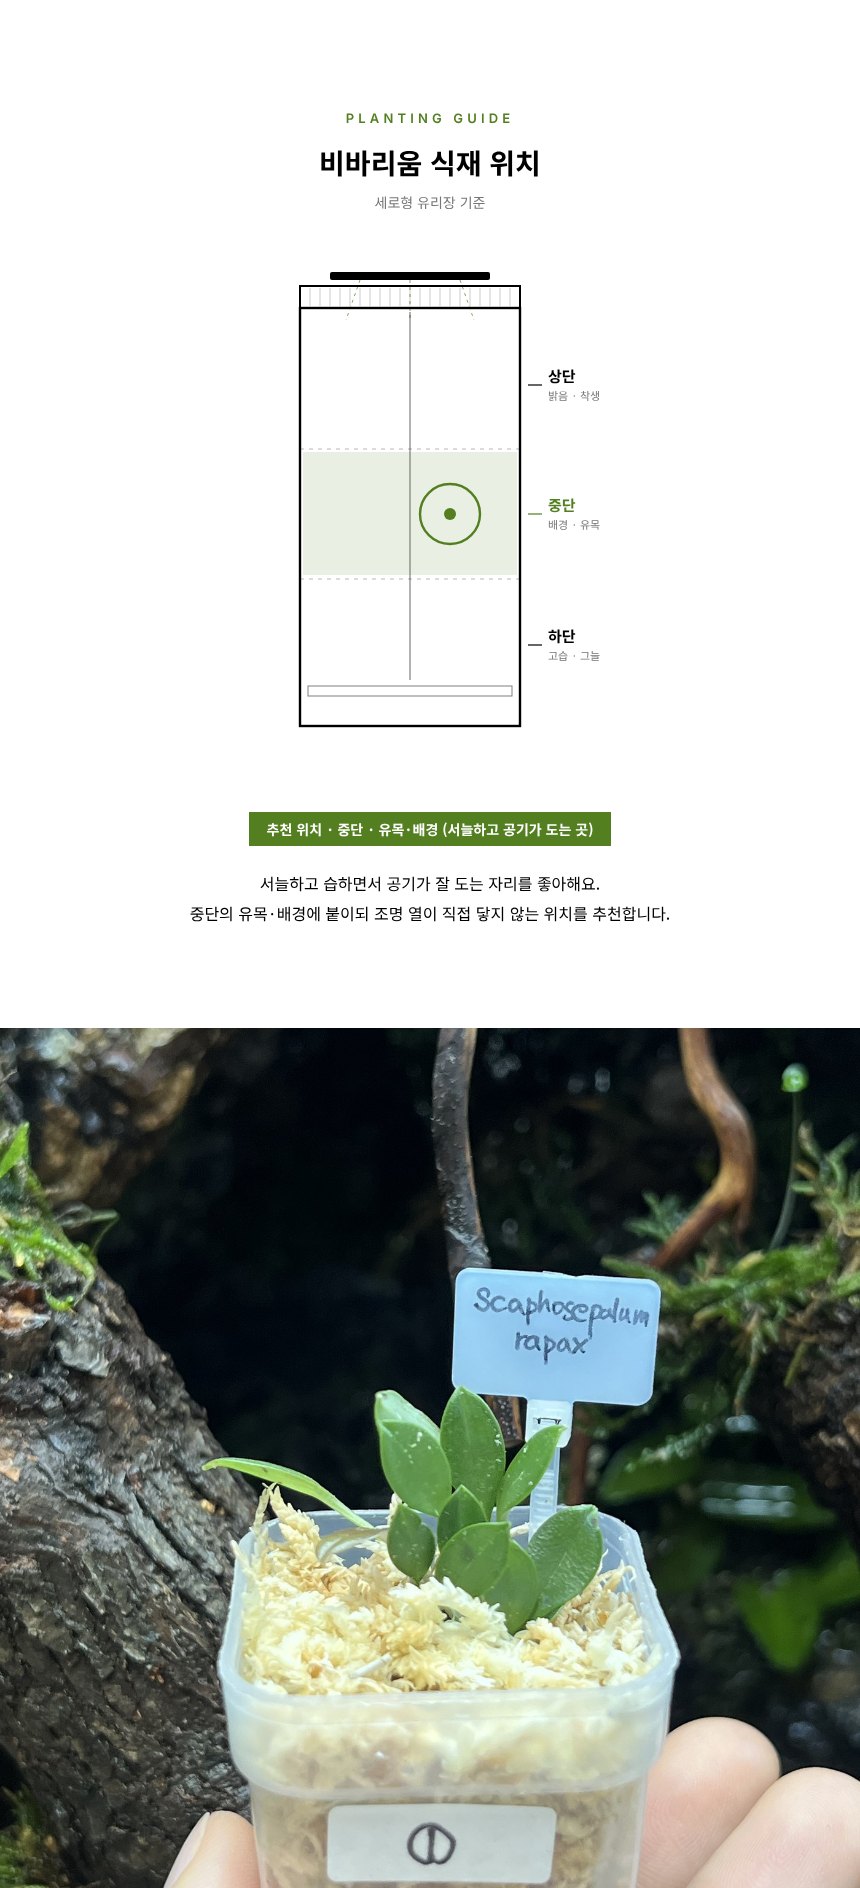 PLANTING GUIDE
비바리움 식재 위치
세로형 유리장 기준
상단
밝음 · 착생
중단
배경 · 유목
하단
고습 · 그늘
추천 위치 · 중단 · 유목·배경 (서늘하고 공기가 도는 곳)
서늘하고 습하면서 공기가 잘 도는 자리를 좋아해요.
중단의 유목·배경에 붙이되 조명 열이 직접 닿지 않는 위치를 추천합니다.
Scaphosepalum
rapax